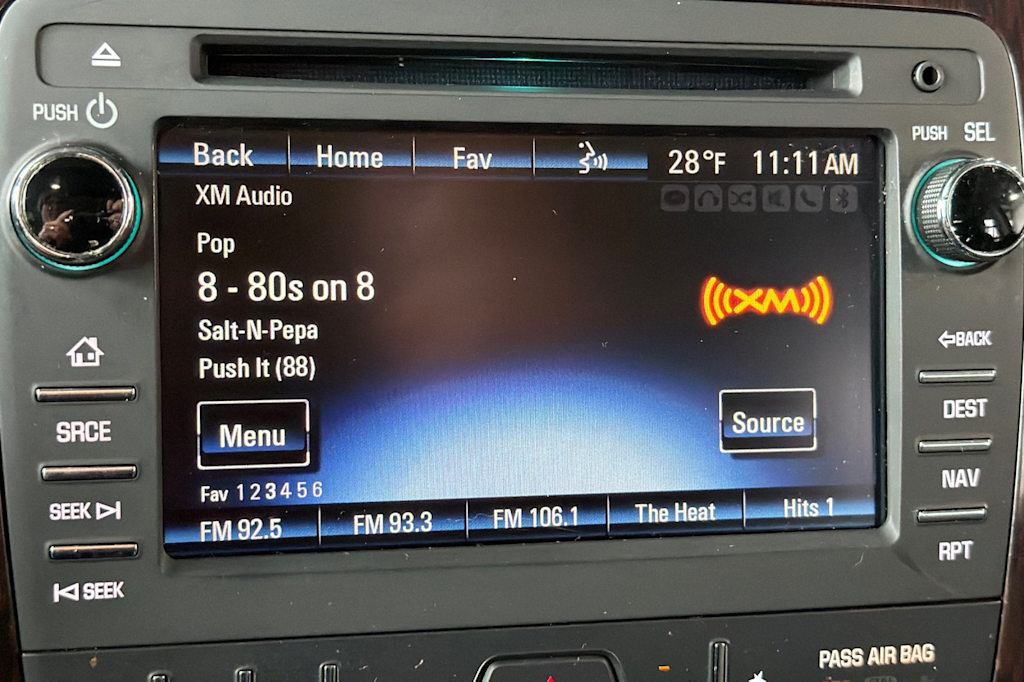 PUSH
PUSH SEL
Back Home Fav 28°F 11:11AM
XM Audio
Pop
8 - 80s on 8
XM
Salt-N-Pepa
Push It (88)
Menu
Source
Fav 1 2 3 4 5 6
FM 92.5 FM 93.3 FM 106.1 The Heat Hits 1
SRCE
SEEK
SEEK
BACK
DEST
NAV
RPT
PASS AIR BAG